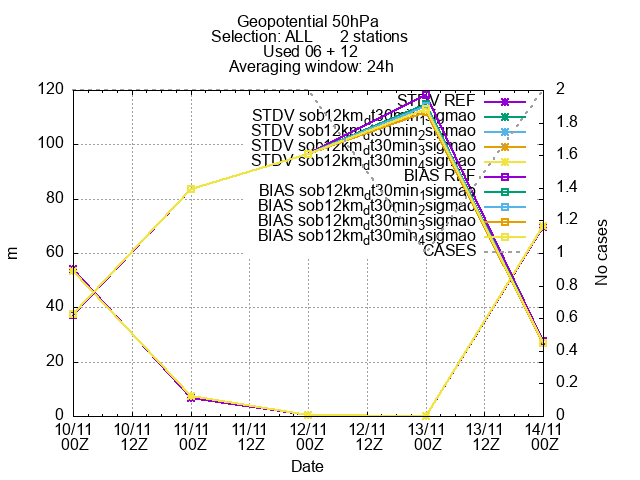 Geopotential 50hPa
Selection: ALL 2 stations
Used 06 + 12
Averaging window: 24h
STDV REF
STDV sob12km_dt30min_1sigmao
STDV sob12km_dt30min_2sigmao
STDV sob12km_dt30min_3sigmao
STDV sob12km_dt30min_4sigmao
BIAS REF
BIAS sob12km_dt30min_1sigmao
BIAS sob12km_dt30min_2sigmao
BIAS sob12km_dt30min_3sigmao
BIAS sob12km_dt30min_4sigmao
CASES
120
100
80
60
40
20
0
m
2
1.8
1.6
1.4
1.2
1
0.8
0.6
0.4
0.2
0
No cases
10/11 10/11 11/11 11/11 12/11 12/11 13/11 13/11 14/11
00Z 12Z 00Z 12Z 00Z 12Z 00Z 12Z 00Z
Date